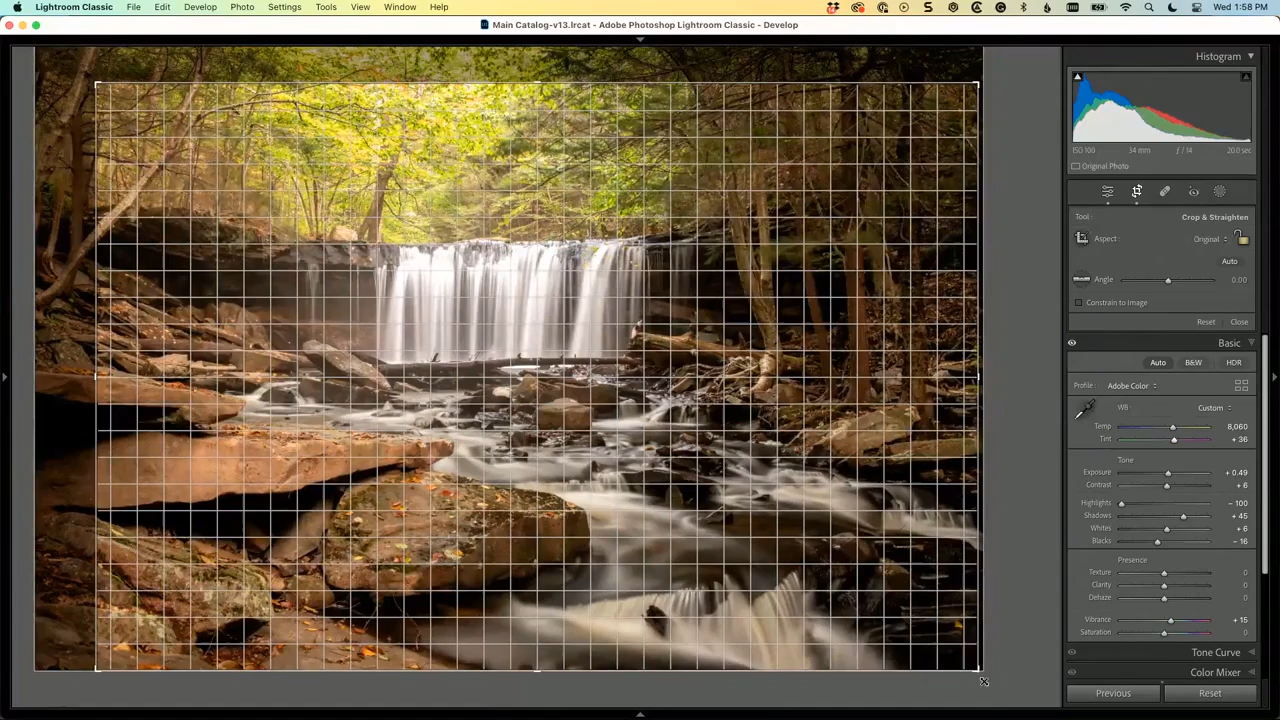 Lightroom Classic File Edit Develop Photo Settings Tools View Window Help Wed 1:58 PM
Main Catalog-v13.lrcat - Adobe Photoshop Lightroom Classic - Develop
Histogram
ISO 100 34 mm ƒ / 14 20.0 sec
Original Photo
Tool: Crop & Straighten
Aspect: Original
Auto
Angle 0.00
Constrain to Image
Reset Close
Basic
Auto B&W HDR
Profile: Adobe Color
WB: Custom
Temp 8,060
Tint + 36
Tone
Exposure + 0.49
Contrast + 6
Highlights − 100
Shadows + 45
Whites + 6
Blacks − 16
Presence
Texture 0
Clarity 0
Dehaze 0
Vibrance + 15
Saturation 0
Tone Curve
Color Mixer
Previous Reset